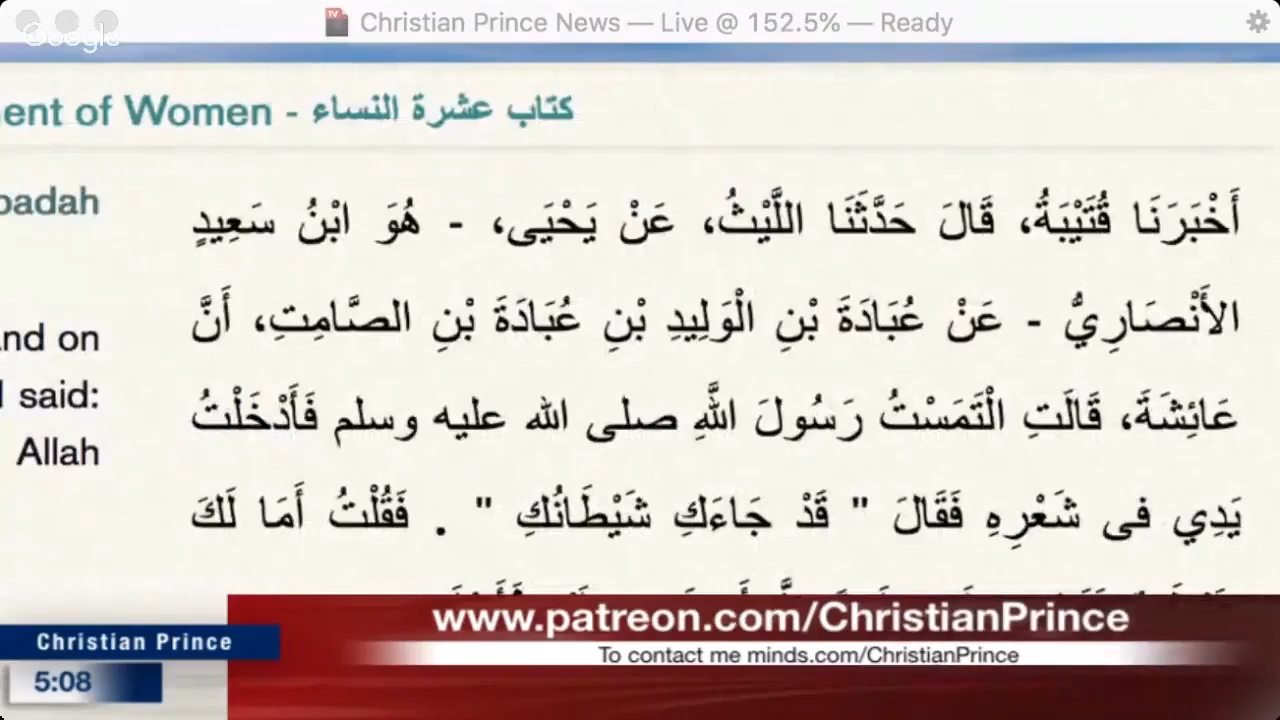 Christian Prince News — Live @ 152.5% — Ready
Google
ent of Women - كتاب عشرة النساء
badah
nd on
said:
Allah
أَخْبَرَنَا قُتَيْبَةُ، قَالَ حَدَّثَنَا اللَّيْثُ، عَنْ يَحْيَى، - هُوَ ابْنُ سَعِيدٍ
الأَنْصَارِيُّ - عَنْ عُبَادَةَ بْنِ الْوَلِيدِ بْنِ عُبَادَةَ بْنِ الصَّامِتِ، أَنَّ
عَائِشَةَ، قَالَتِ الْتَمَسْتُ رَسُولَ اللَّهِ صلى الله عليه وسلم فَأَدْخَلْتُ
يَدِي فِي شَعْرِهِ فَقَالَ " قَدْ جَاءَكِ شَيْطَانُكِ " . فَقُلْتُ أَمَا لَكَ
www.patreon.com/ChristianPrince
To contact me minds.com/ChristianPrince
Christian Prince
5:08